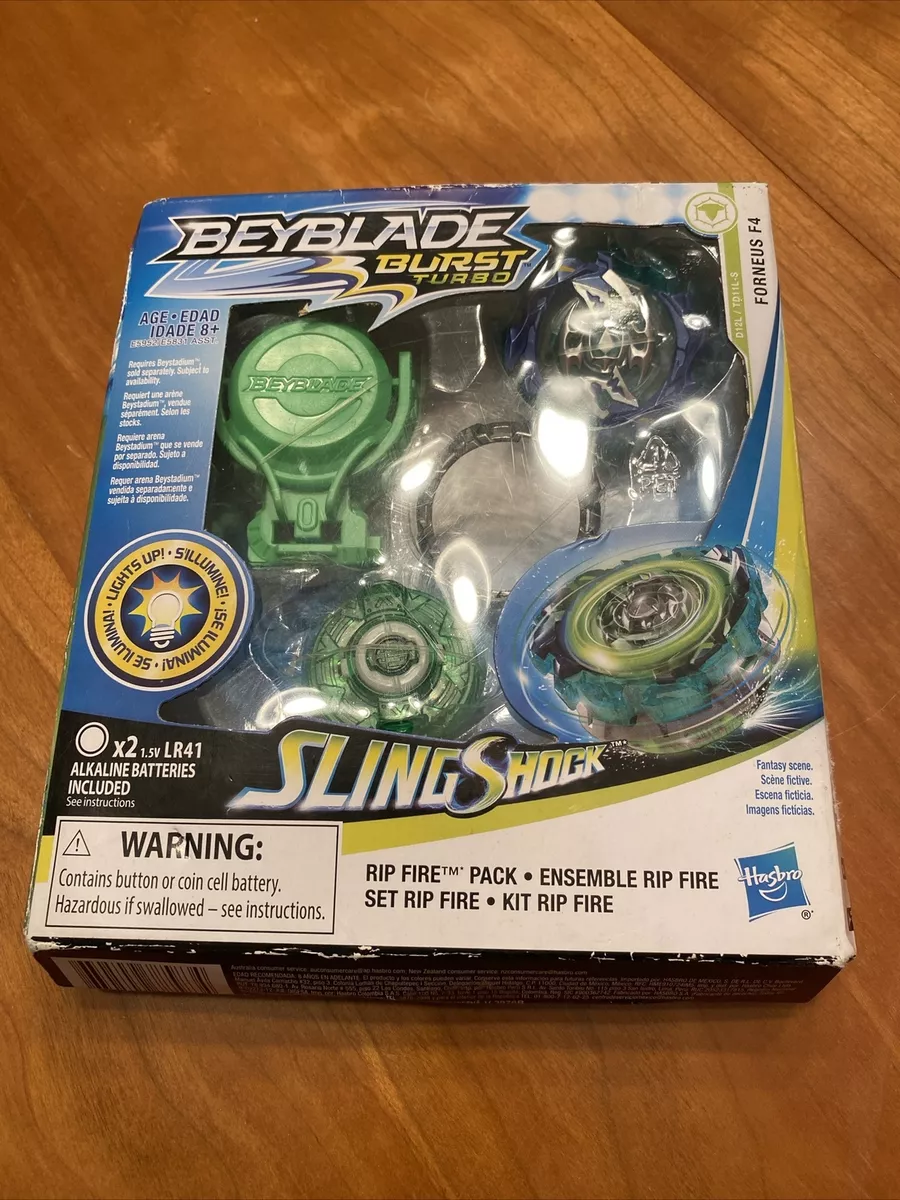 BEYBLADE
BURST
TURBO™
FORNEUS F4
D12L / TD11L-S
AGE • EDAD
IDADE 8+
E5952/E5831 ASST.
Requires Beystadium™,
sold separately. Subject to
availability.
Requiert une arène
Beystadium™, vendue
séparément. Selon les
stocks.
Requiere arena
Beystadium™ que se vende
por separado. Sujeto a
disponibilidad.
Requer arena Beystadium™
vendida separadamente e
sujeita à disponibilidade.
BEYBLADE
LIGHTS UP! • S'ILLUMINE! • ¡SE ILUMINA! • SE ILUMINA! •
x2 1.5V LR41
ALKALINE BATTERIES
INCLUDED
See instructions
SLINGSHOCK™
Fantasy scene.
Scène fictive.
Escena ficticia.
Imagens fictícias.
WARNING:
Contains button or coin cell battery.
Hazardous if swallowed – see instructions.
RIP FIRE™ PACK • ENSEMBLE RIP FIRE
SET RIP FIRE • KIT RIP FIRE
Hasbro
®